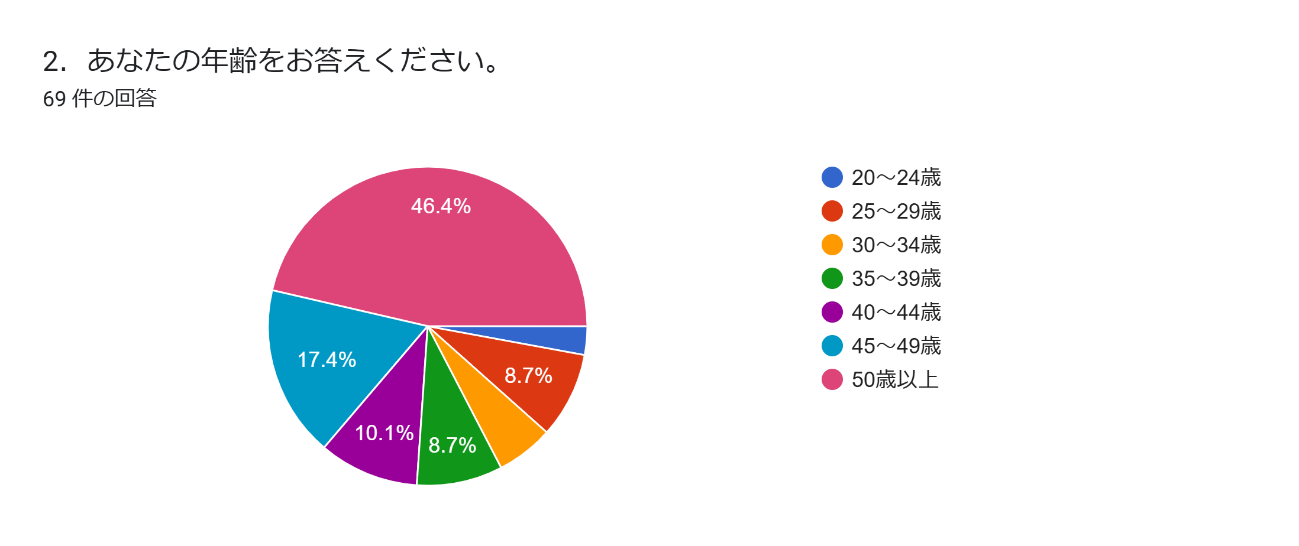 2．あなたの年齢をお答えください。
69 件の回答
46.4%
17.4%
10.1%
8.7%
8.7%
20～24歳
25～29歳
30～34歳
35～39歳
40～44歳
45～49歳
50歳以上